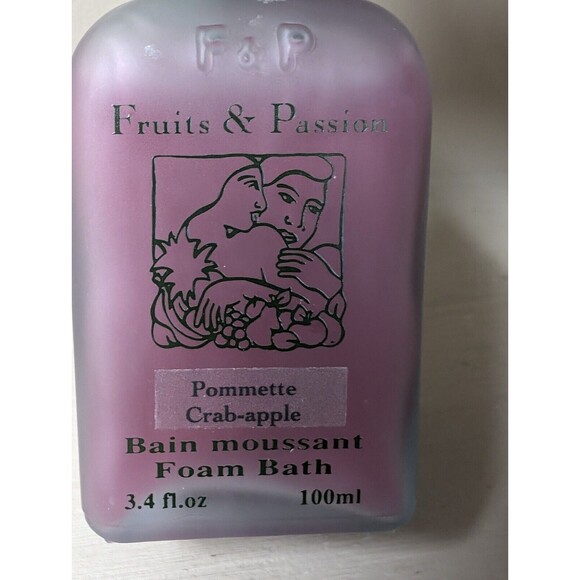 F & P
Fruits & Passion
Pommette
Crab-apple
Bain moussant
Foam Bath
3.4 fl.oz 100ml